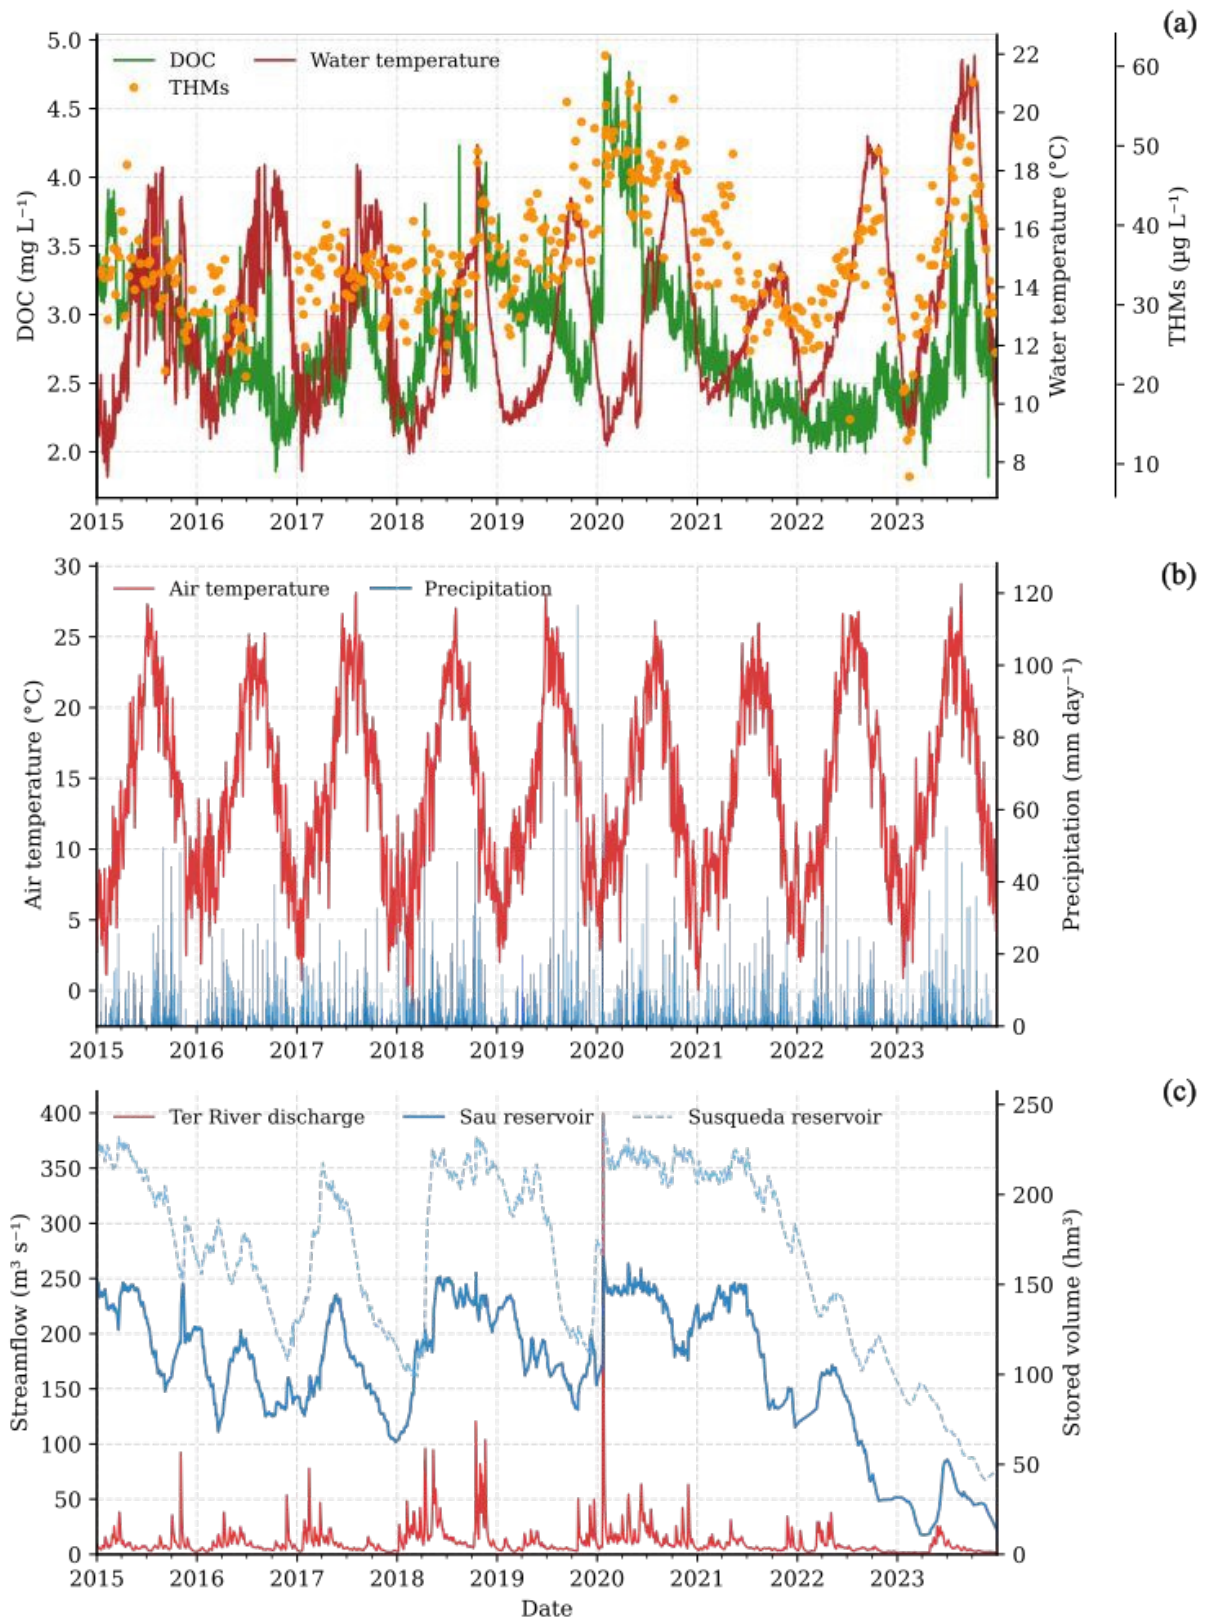 (a)
DOC
Water temperature
THMs
5.0
4.5
4.0
3.5
3.0
2.5
2.0
DOC (mg L⁻¹)
22
20
18
16
14
12
10
8
Water temperature (°C)
60
50
40
30
20
10
THMs (µg L⁻¹)
2015 2016 2017 2018 2019 2020 2021 2022 2023
(b)
Air temperature
Precipitation
30
25
20
15
10
5
0
Air temperature (°C)
120
100
80
60
40
20
0
Precipitation (mm day⁻¹)
2015 2016 2017 2018 2019 2020 2021 2022 2023
(c)
Ter River discharge
Sau reservoir
Susqueda reservoir
400
350
300
250
200
150
100
50
0
Streamflow (m³ s⁻¹)
250
200
150
100
50
0
Stored volume (hm³)
2015 2016 2017 2018 2019 2020 2021 2022 2023
Date